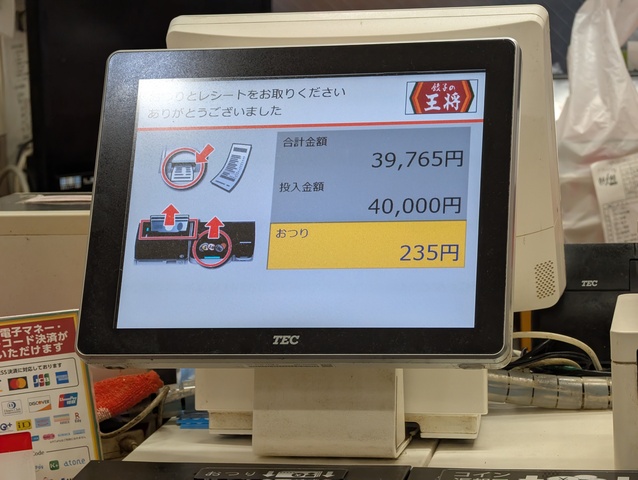 りとレシートをお取りください
ありがとうございました
餃子の
王将
合計金額
39,765円
投入金額
40,000円
おつり
235円
TEC
TEC
電子マネー・
コード決済が
いただけます
DISCOVER
atone